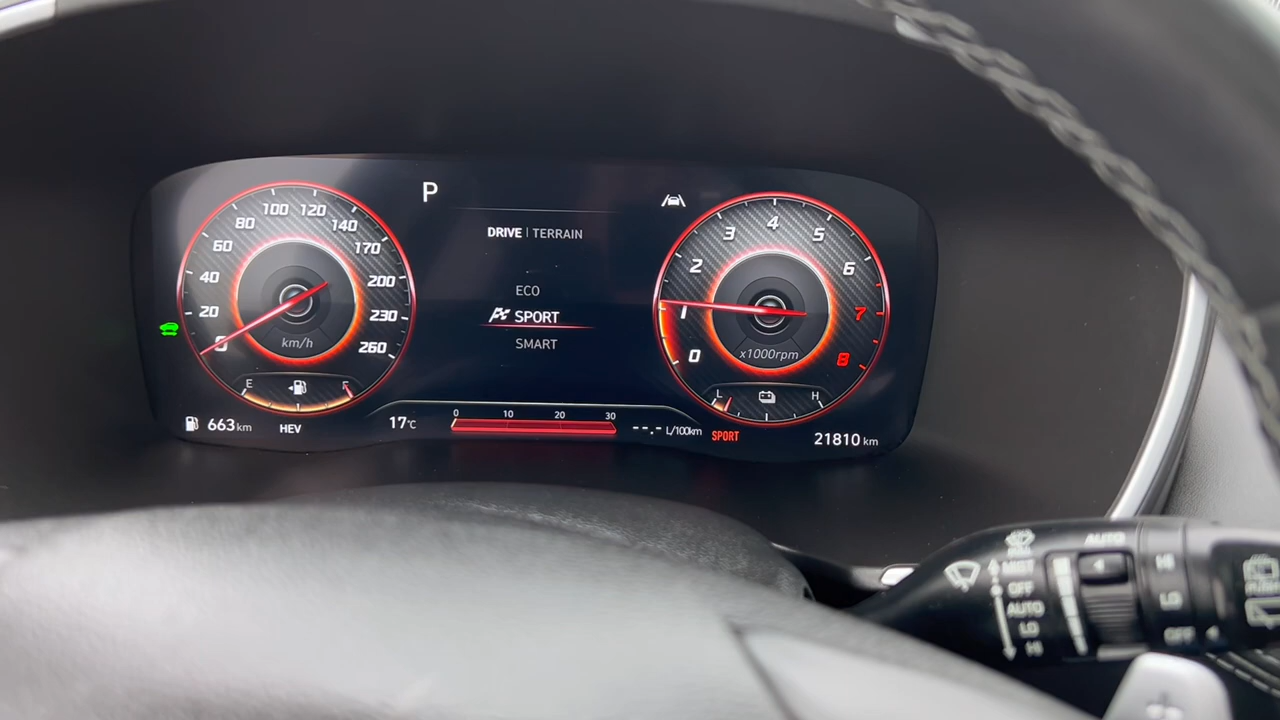 P
DRIVE | TERRAIN
ECO
SPORT
SMART
0
20
40
60
80
100
120
140
170
200
230
260
km/h
E
F
663 km
HEV
17°C
0 10 20 30
--.- L/100km
0
1
2
3
4
5
6
7
8
x1000rpm
L
H
SPORT
21810 km
MIST
OFF
AUTO
LO
HI
AUTO
HI
LO
OFF